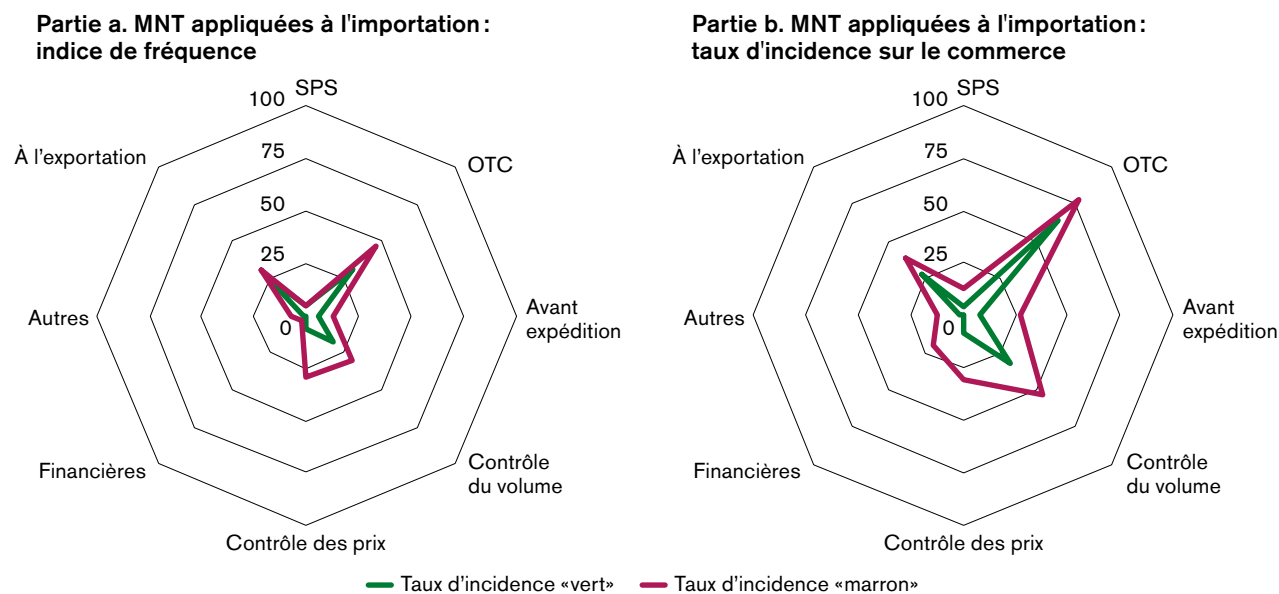 Partie a. MNT appliquées à l'importation :
indice de fréquence
SPS
100
75
50
25
0
À l'exportation
OTC
Autres
Avant
expédition
Financières
Contrôle
du volume
Contrôle des prix
Partie b. MNT appliquées à l'importation :
taux d'incidence sur le commerce
SPS
100
75
50
25
0
À l'exportation
OTC
Autres
Avant
expédition
Financières
Contrôle
du volume
Contrôle des prix
Taux d'incidence «vert»
Taux d'incidence «marron»